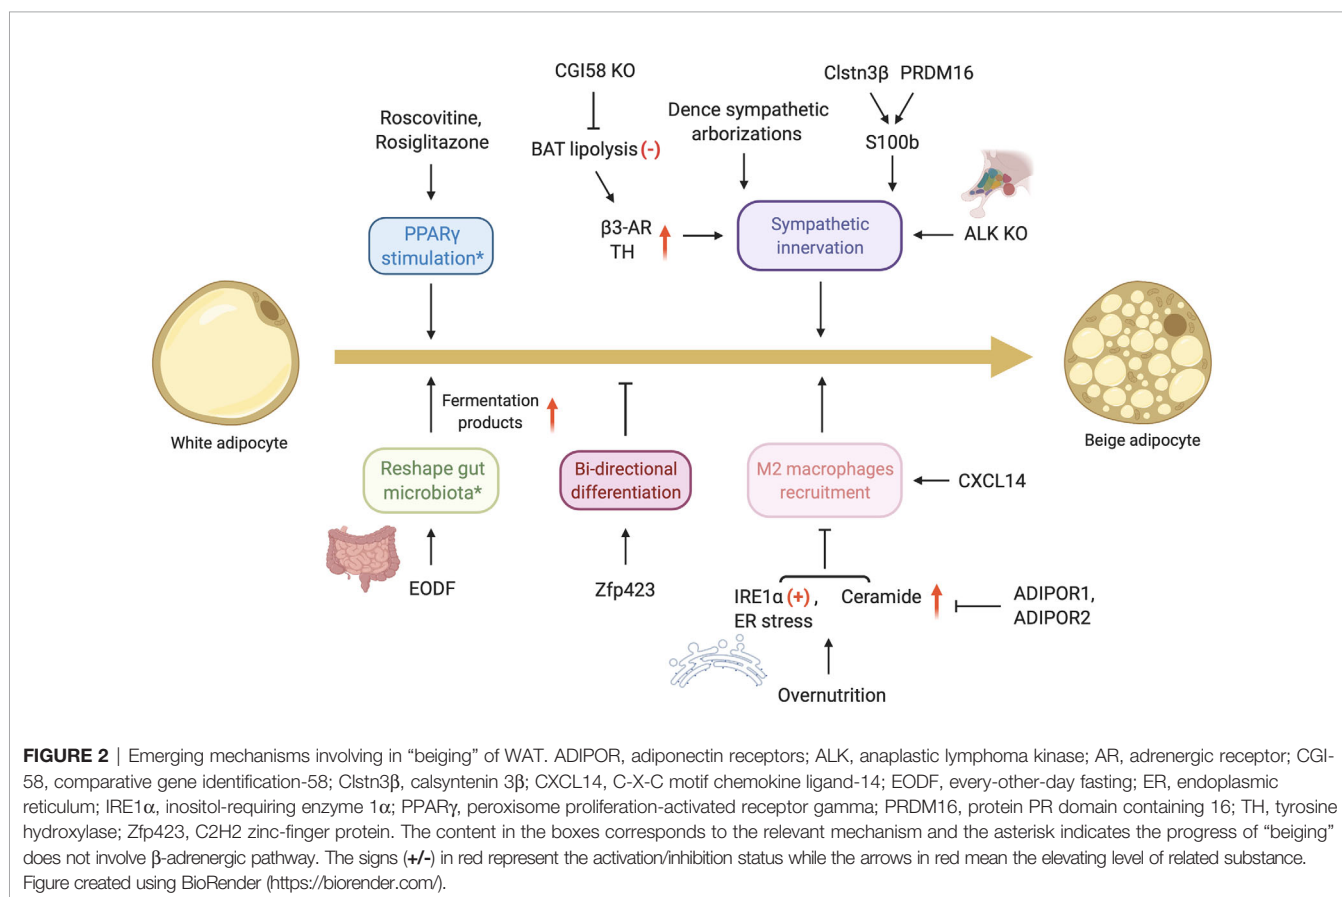 CGI58 KO
BAT lipolysis (-)
Roscovitine,
Rosiglitazone
Dence sympathetic
arborizations
Clstn3β PRDM16
S100b
PPARγ
stimulation*
β3-AR
TH
Sympathetic
innervation
ALK KO
White adipocyte
Beige adipocyte
Fermentation
products
Reshape gut
microbiota*
EODF
Bi-directional
differentiation
Zfp423
M2 macrophages
recruitment
CXCL14
IRE1α (+) ,
ER stress
Ceramide
ADIPOR1,
ADIPOR2
Overnutrition
FIGURE 2 | Emerging mechanisms involving in “beiging” of WAT. ADIPOR, adiponectin receptors; ALK, anaplastic lymphoma kinase; AR, adrenergic receptor; CGI-
58, comparative gene identification-58; Clstn3β, calsyntenin 3β; CXCL14, C-X-C motif chemokine ligand-14; EODF, every-other-day fasting; ER, endoplasmic
reticulum; IRE1α, inositol-requiring enzyme 1α; PPARγ, peroxisome proliferation-activated receptor gamma; PRDM16, protein PR domain containing 16; TH, tyrosine
hydroxylase; Zfp423, C2H2 zinc-finger protein. The content in the boxes corresponds to the relevant mechanism and the asterisk indicates the progress of “beiging”
does not involve β-adrenergic pathway. The signs (+/-) in red represent the activation/inhibition status while the arrows in red mean the elevating level of related substance.
Figure created using BioRender (https://biorender.com/).